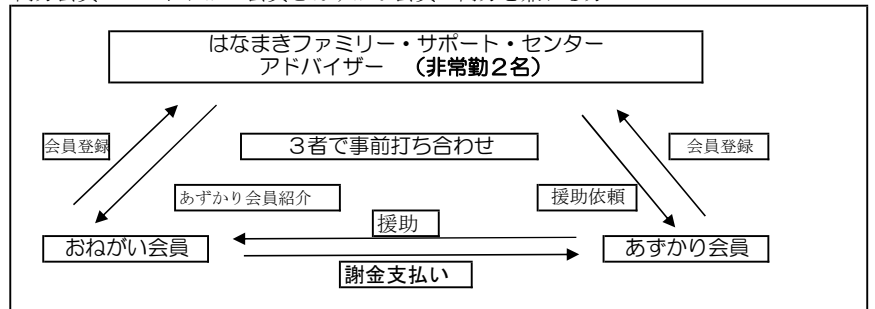 はなまきファミリー・サポート・センター
アドバイザー　（非常勤２名）
会員登録
３者で事前打ち合わせ
会員登録
あずかり会員紹介
援助依頼
援助
おねがい会員
あずかり会員
謝金支払い